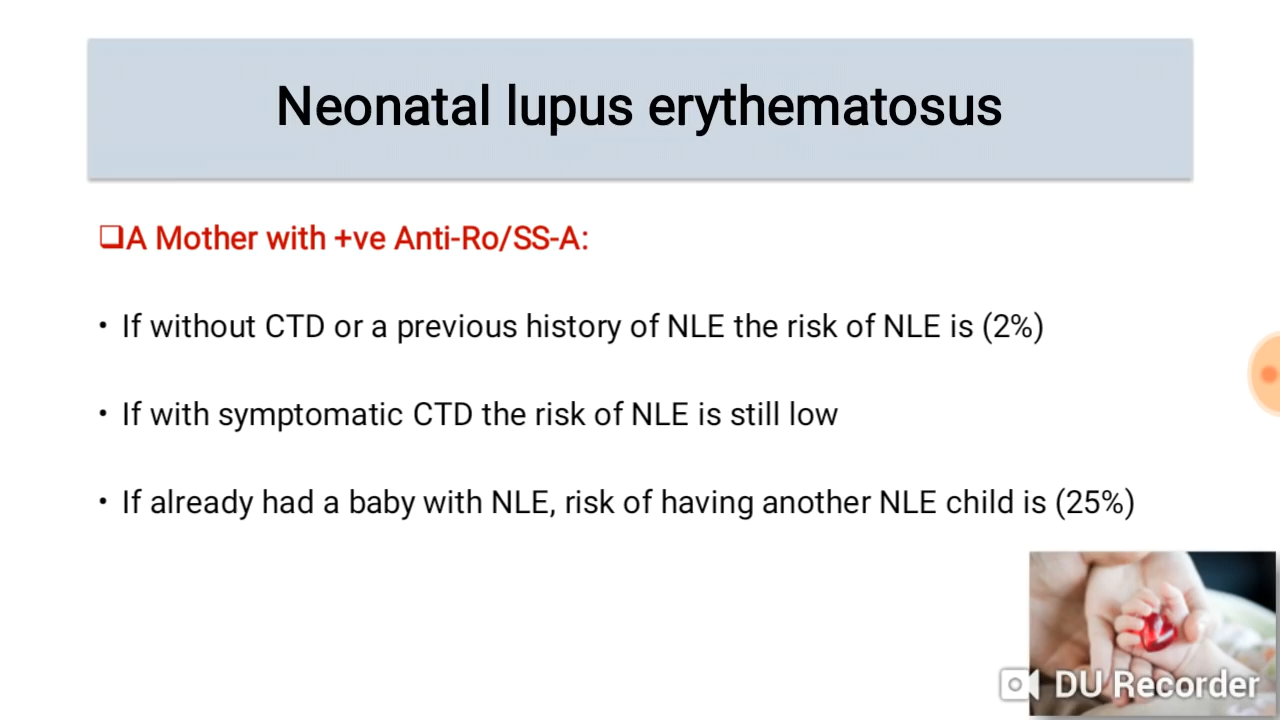 Neonatal lupus erythematosus
❑A Mother with +ve Anti-Ro/SS-A:
• If without CTD or a previous history of NLE the risk of NLE is (2%)
• If with symptomatic CTD the risk of NLE is still low
• If already had a baby with NLE, risk of having another NLE child is (25%)
DU Recorder